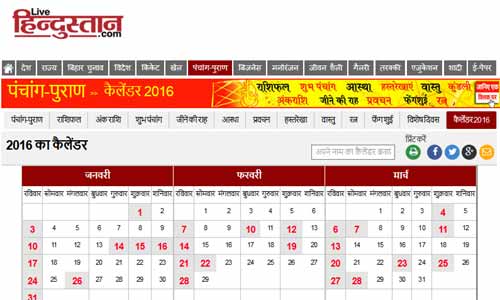 Live
हिन्दुस्तान
.com
देश राज्य बिहार चुनाव विदेश क्रिकेट खेल पंचांग-पुराण बिजनेस मनोरंजन जीवन शैली गैलरी तरक्की एजुकेशन शादी ई-पेपर
पंचांग-पुराण >> कैलेंडर 2016
राशिफल शुभ पंचांग आस्था हस्तरेखाएं वास्तु कुंडली
अंकराशि जीने की राह प्रवचन फेंगशुई रत्न
जानिए एक
क्लिक पर
पंचांग-पुराण राशिफल अंक राशि शुभ पंचांग जीने की राह आस्था प्रवचन हस्तरेखा वास्तु रत्न फेंगशुई विशेष दिवस कैलेंडर 2016
2016 का कैलेंडर
अपने नाम का कैलेंडर बनाए
प्रिंट करें
जनवरी फरवरी मार्च
रविवार सोमवार मंगलवार बुधवार गुरुवार शुक्रवार शनिवार रविवार सोमवार मंगलवार बुधवार गुरुवार शुक्रवार शनिवार रविवार सोमवार मंगलवार बुधवार गुरुवार शुक्रवार शनिवार
1 2 1 2 3 4 5 6 1 2 3 4 5
3 4 5 6 7 8 9 7 8 9 10 11 12 13 6 7 8 9 10 11 12
10 11 12 13 14 15 16 14 15 16 17 18 19 20 13 14 15 16 17 18 19
17 18 19 20 21 22 23 21 22 23 24 25 26 27 20 21 22 23 24 25 26
24 25 26 27 28 29 30 28 29 27 28 29 30 31
31